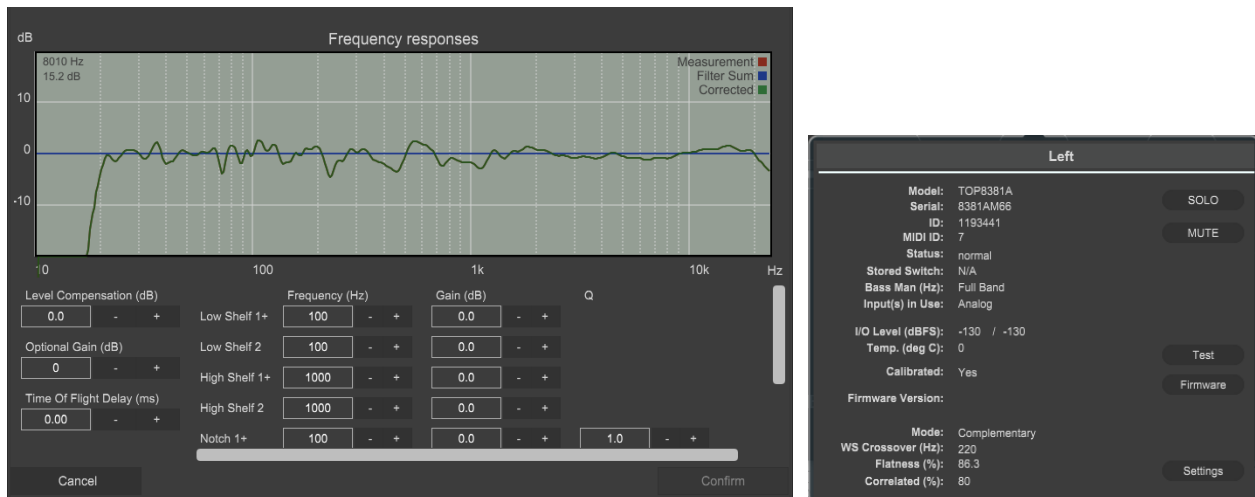 dB
Frequency responses
8010 Hz
15.2 dB
Measurement
Filter Sum
Corrected
10
0
-10
10 100 1k 10k Hz
Level Compensation (dB) Frequency (Hz) Gain (dB) Q
0.0 - + Low Shelf 1+ 100 - + 0.0 - +
Optional Gain (dB) Low Shelf 2 100 - + 0.0 - +
0 - + High Shelf 1+ 1000 - + 0.0 - +
Time Of Flight Delay (ms) High Shelf 2 1000 - + 0.0 - +
0.00 - +
Notch 1+ 100 - + 0.0 - + 1.0 - +
Cancel Confirm
Left
Model: TOP8381A
Serial: 8381AM66
SOLO
ID: 1193441
MIDI ID: 7
MUTE
Status: normal
Stored Switch: N/A
Bass Man (Hz): Full Band
Input(s) in Use: Analog
I/O Level (dBFS): -130 / -130
Temp. (deg C): 0
Test
Calibrated: Yes
Firmware
Firmware Version:
Mode: Complementary
WS Crossover (Hz): 220
Flatness (%): 86.3
Settings
Correlated (%): 80